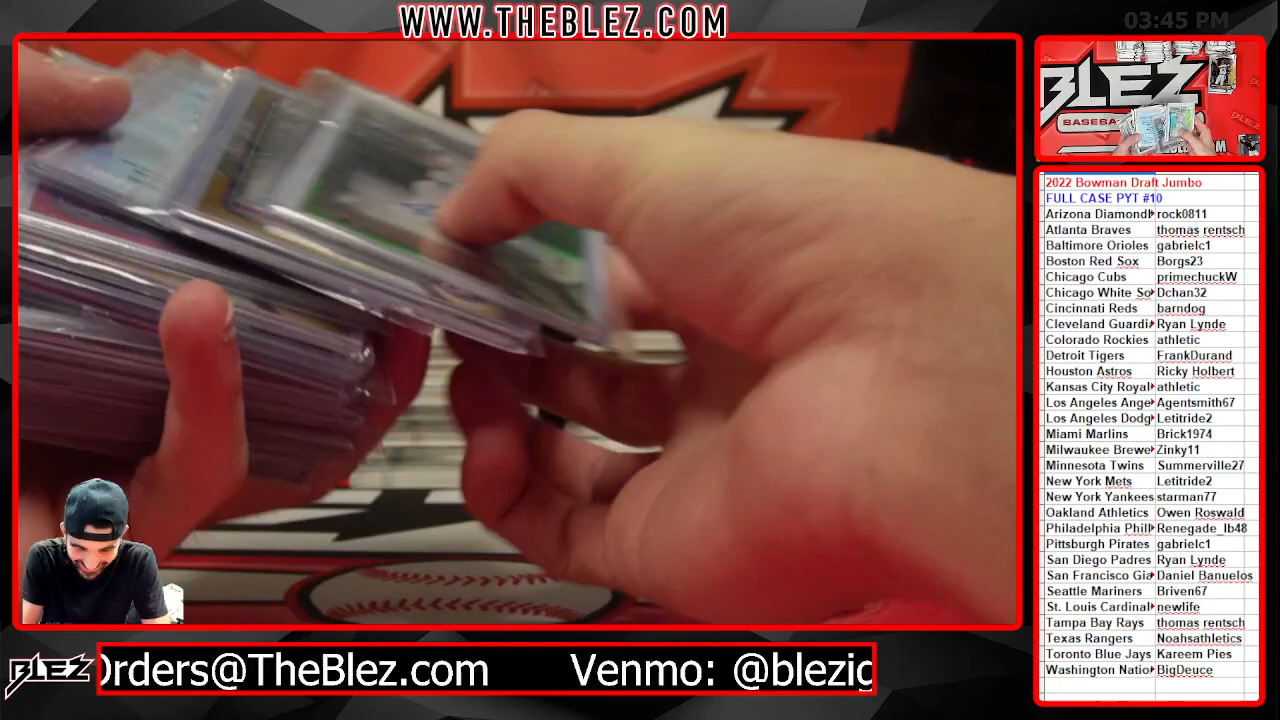 WWW.THEBLEZ.COM
03:45 PM
BLEZ
BASEBA
2022 Bowman Draft Jumbo
FULL CASE PYT #10
Arizona Diamondb rock0811
Atlanta Braves thomas rentsch
Baltimore Orioles gabrielc1
Boston Red Sox Borgs23
Chicago Cubs primechuckW
Chicago White So Dchan32
Cincinnati Reds barndog
Cleveland Guardi Ryan Lynde
Colorado Rockies athletic
Detroit Tigers FrankDurand
Houston Astros Ricky Holbert
Kansas City Royal athletic
Los Angeles Ange Agentsmith67
Los Angeles Dodg Letitride2
Miami Marlins Brick1974
Milwaukee Brewe Zinky11
Minnesota Twins Summerville27
New York Mets Letitride2
New York Yankees starman77
Oakland Athletics Owen Roswald
Philadelphia Phill Renegade_lb48
Pittsburgh Pirates gabrielc1
San Diego Padres Ryan Lynde
San Francisco Gia Daniel Banuelos
Seattle Mariners Briven67
St. Louis Cardinal newlife
Tampa Bay Rays thomas rentsch
Texas Rangers Noahsathletics
Toronto Blue Jays Kareem Pies
Washington Natio BigDeuce
BLEZ
Orders@TheBlez.com Venmo: @blezig